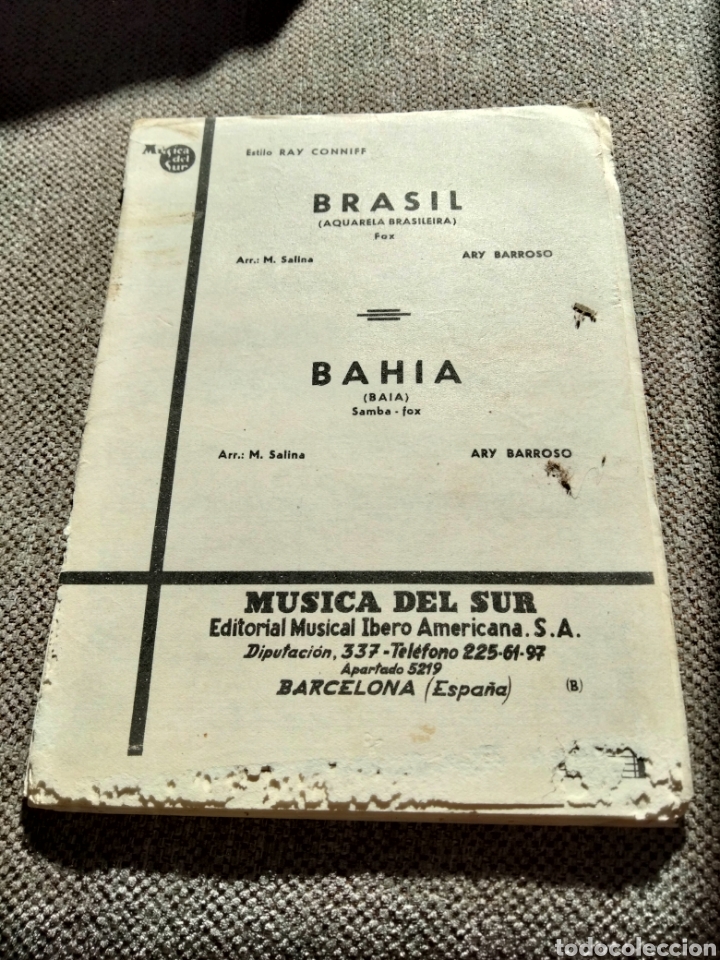 Música
del
Sur
Estilo RAY CONNIFF
BRASIL
(AQUARELA BRASILEIRA)
Fox
Arr.: M. Salina ARY BARROSO
BAHIA
(BAIA)
Samba - fox
Arr.: M. Salina ARY BARROSO
MUSICA DEL SUR
Editorial Musical Ibero Americana. S.A.
Diputación, 337 - Teléfono 225-61-97
Apartado 5219
BARCELONA (España) (B)
todocoleccion